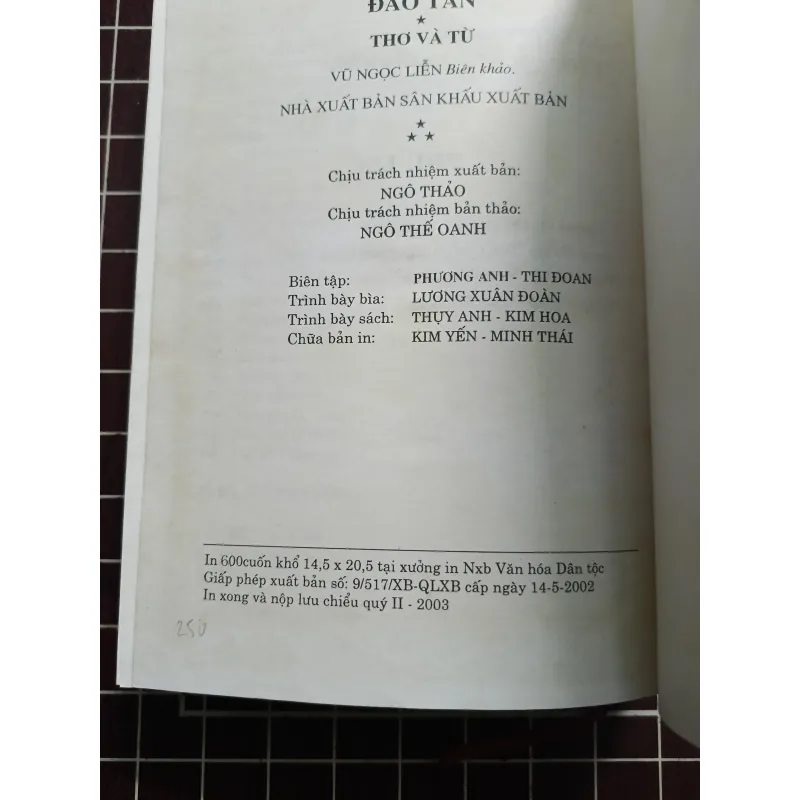 ĐÀO TẤN
THƠ VÀ TỪ
VŨ NGỌC LIỄN Biên khảo.
NHÀ XUẤT BẢN SÂN KHẤU XUẤT BẢN
Chịu trách nhiệm xuất bản:
NGÔ THẢO
Chịu trách nhiệm bản thảo:
NGÔ THẾ OANH
Biên tập: PHƯƠNG ANH - THI ĐOAN
Trình bày bìa: LƯƠNG XUÂN ĐOÀN
Trình bày sách: THỤY ANH - KIM HOA
Chữa bản in: KIM YẾN - MINH THÁI
In 600cuốn khổ 14,5 x 20,5 tại xưởng in Nxb Văn hóa Dân tộc
Giấp phép xuất bản số: 9/517/XB-QLXB cấp ngày 14-5-2002
In xong và nộp lưu chiểu quý II - 2003
250